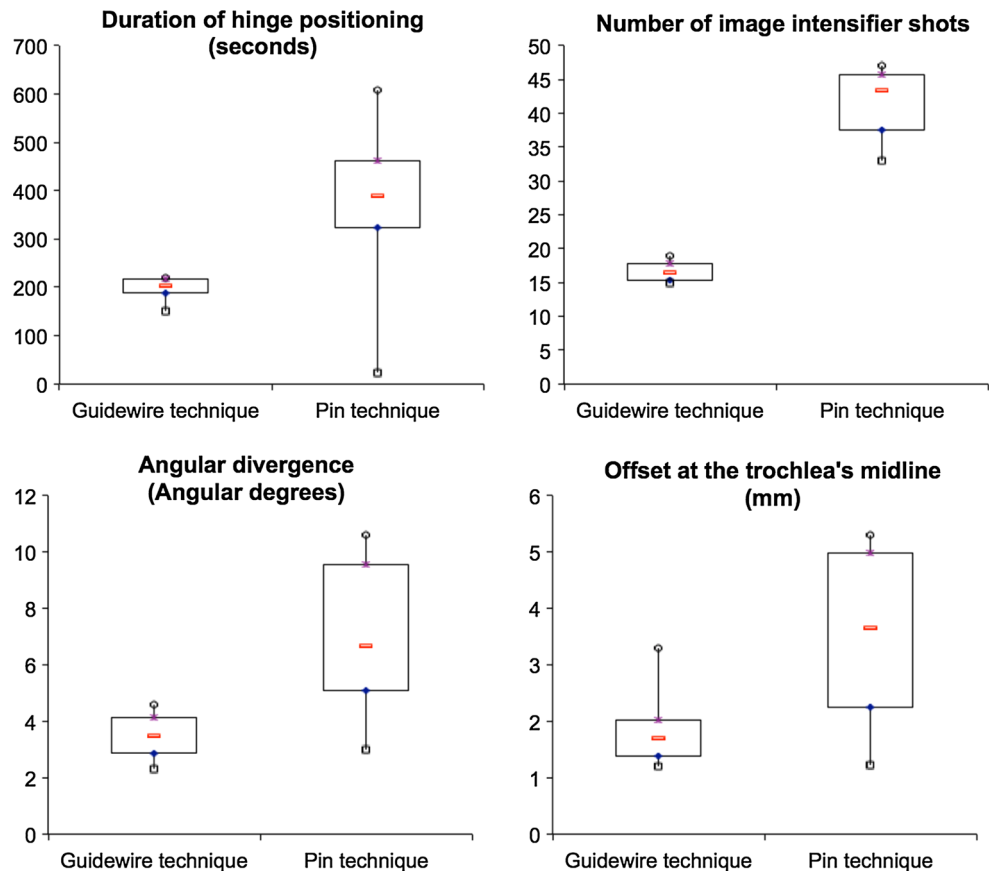 Duration of hinge positioning
(seconds)
700
600
500
400
300
200
100
0
Guidewire technique
Pin technique
Number of image intensifier shots
50
45
40
35
30
25
20
15
10
5
0
Guidewire technique
Pin technique
Angular divergence
(Angular degrees)
12
10
8
6
4
2
0
Guidewire technique
Pin technique
Offset at the trochlea's midline
(mm)
6
5
4
3
2
1
0
Guidewire technique
Pin technique